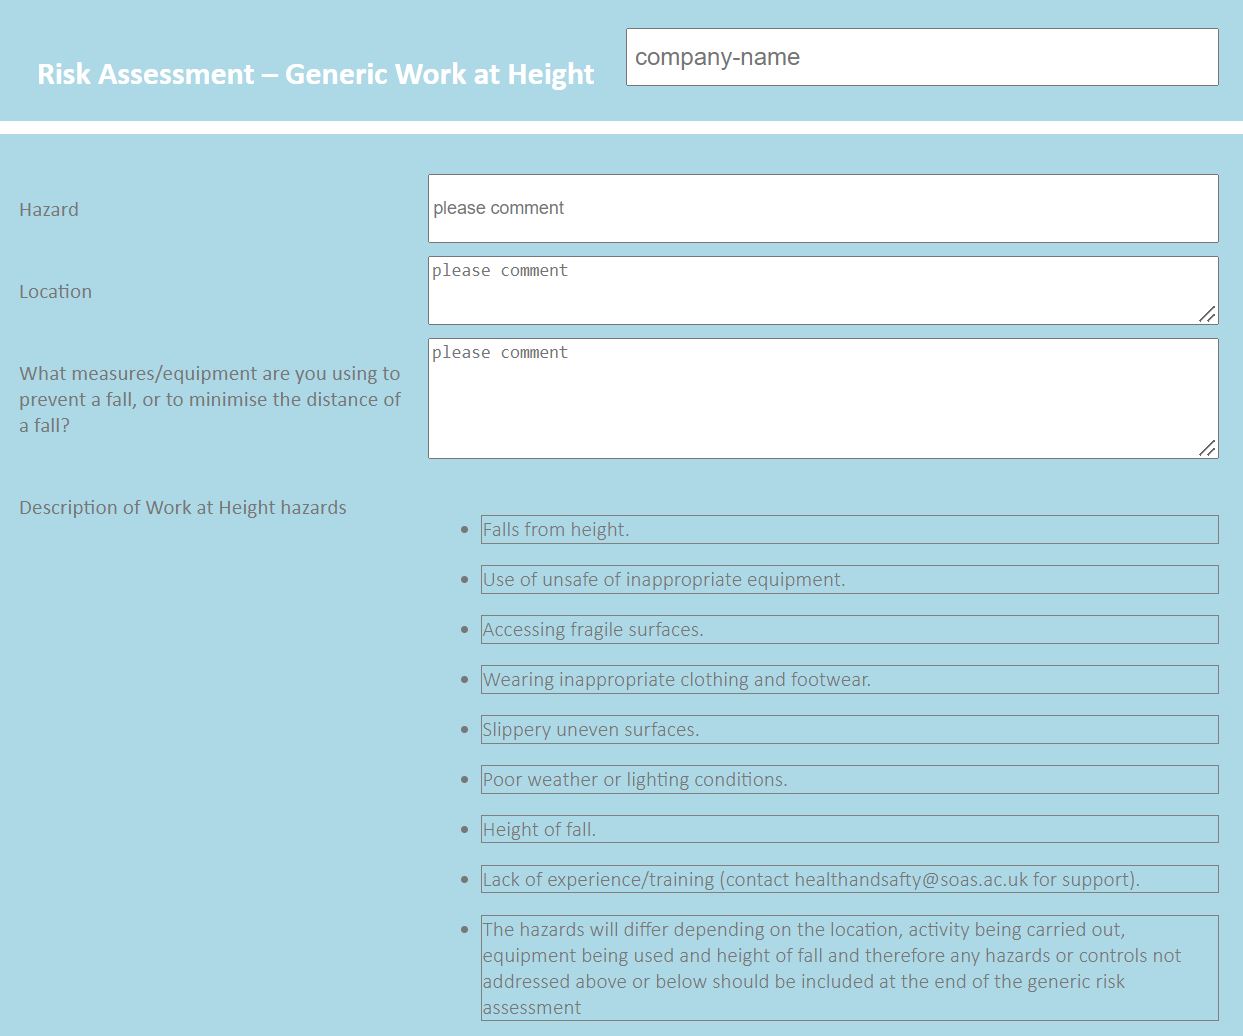 Risk Assessment – Generic Work at Height
company-name
Hazard
please comment
Location
please comment
What measures/equipment are you using to
prevent a fall, or to minimise the distance of
a fall?
please comment
Description of Work at Height hazards
• Falls from height.
• Use of unsafe of inappropriate equipment.
• Accessing fragile surfaces.
• Wearing inappropriate clothing and footwear.
• Slippery uneven surfaces.
• Poor weather or lighting conditions.
• Height of fall.
• Lack of experience/training (contact healthandsafty@soas.ac.uk for support).
• The hazards will differ depending on the location, activity being carried out,
equipment being used and height of fall and therefore any hazards or controls not
addressed above or below should be included at the end of the generic risk
assessment